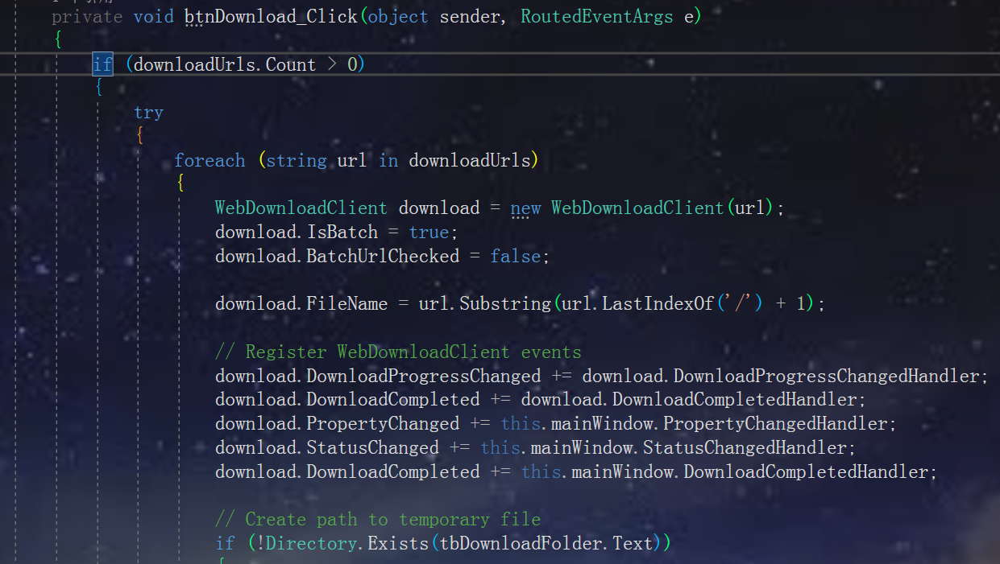 private void btnDownload_Click(object sender, RoutedEventArgs e)
{
if (downloadUrls.Count > 0)
{
try
{
foreach (string url in downloadUrls)
{
WebDownloadClient download = new WebDownloadClient(url);
download.IsBatch = true;
download.BatchUrlChecked = false;
download.FileName = url.Substring(url.LastIndexOf('/') + 1);
// Register WebDownloadClient events
download.DownloadProgressChanged += download.DownloadProgressChangedHandler;
download.DownloadCompleted += download.DownloadCompletedHandler;
download.PropertyChanged += this.mainWindow.PropertyChangedHandler;
download.StatusChanged += this.mainWindow.StatusChangedHandler;
download.DownloadCompleted += this.mainWindow.DownloadCompletedHandler;
// Create path to temporary file
if (!Directory.Exists(tbDownloadFolder.Text))
{